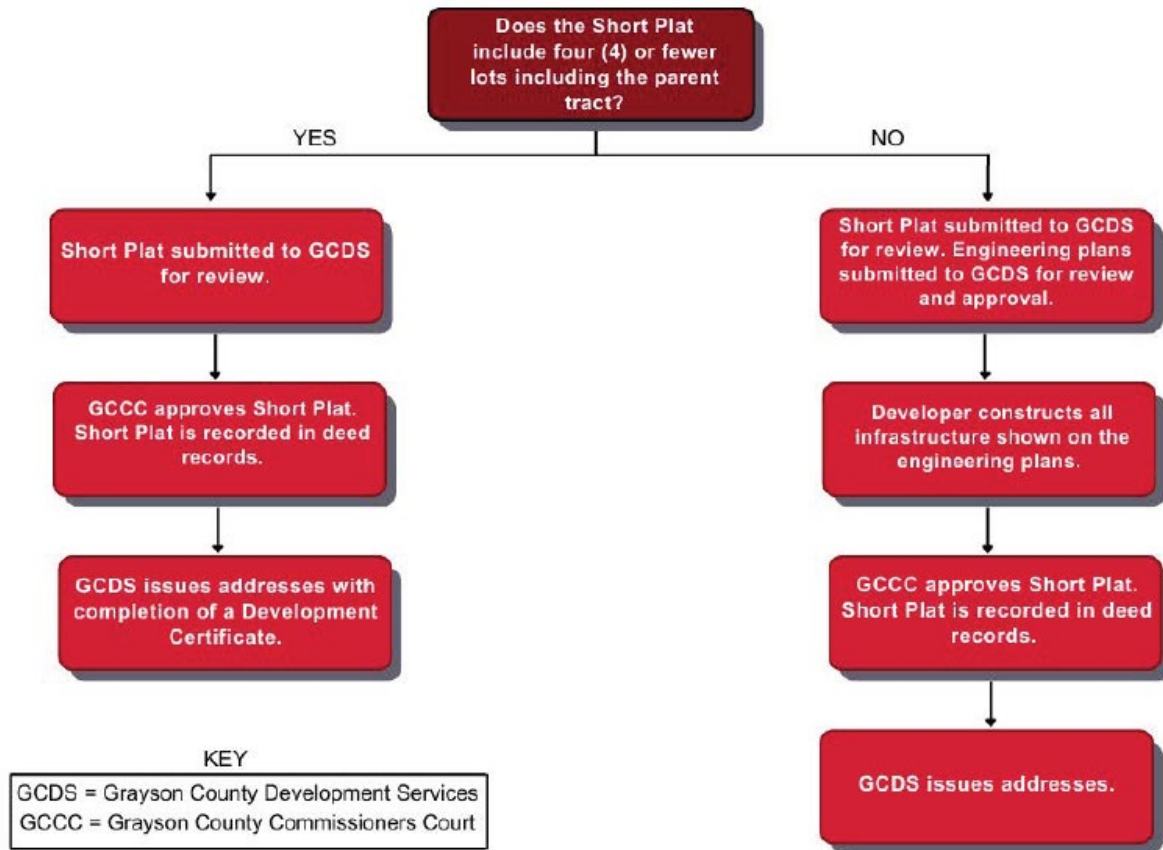 Does the Short Plat
include four (4) or fewer
lots including the parent
tract?
YES
NO
Short Plat submitted to GCDS
for review.
GCCC approves Short Plat.
Short Plat is recorded in deed
records.
GCDS issues addresses with
completion of a Development
Certificate.
Short Plat submitted to GCDS
for review. Engineering plans
submitted to GCDS for review
and approval.
Developer constructs all
infrastructure shown on the
engineering plans.
GCCC approves Short Plat.
Short Plat is recorded in deed
records.
GCDS issues addresses.
KEY
GCDS = Grayson County Development Services
GCCC = Grayson County Commissioners Court